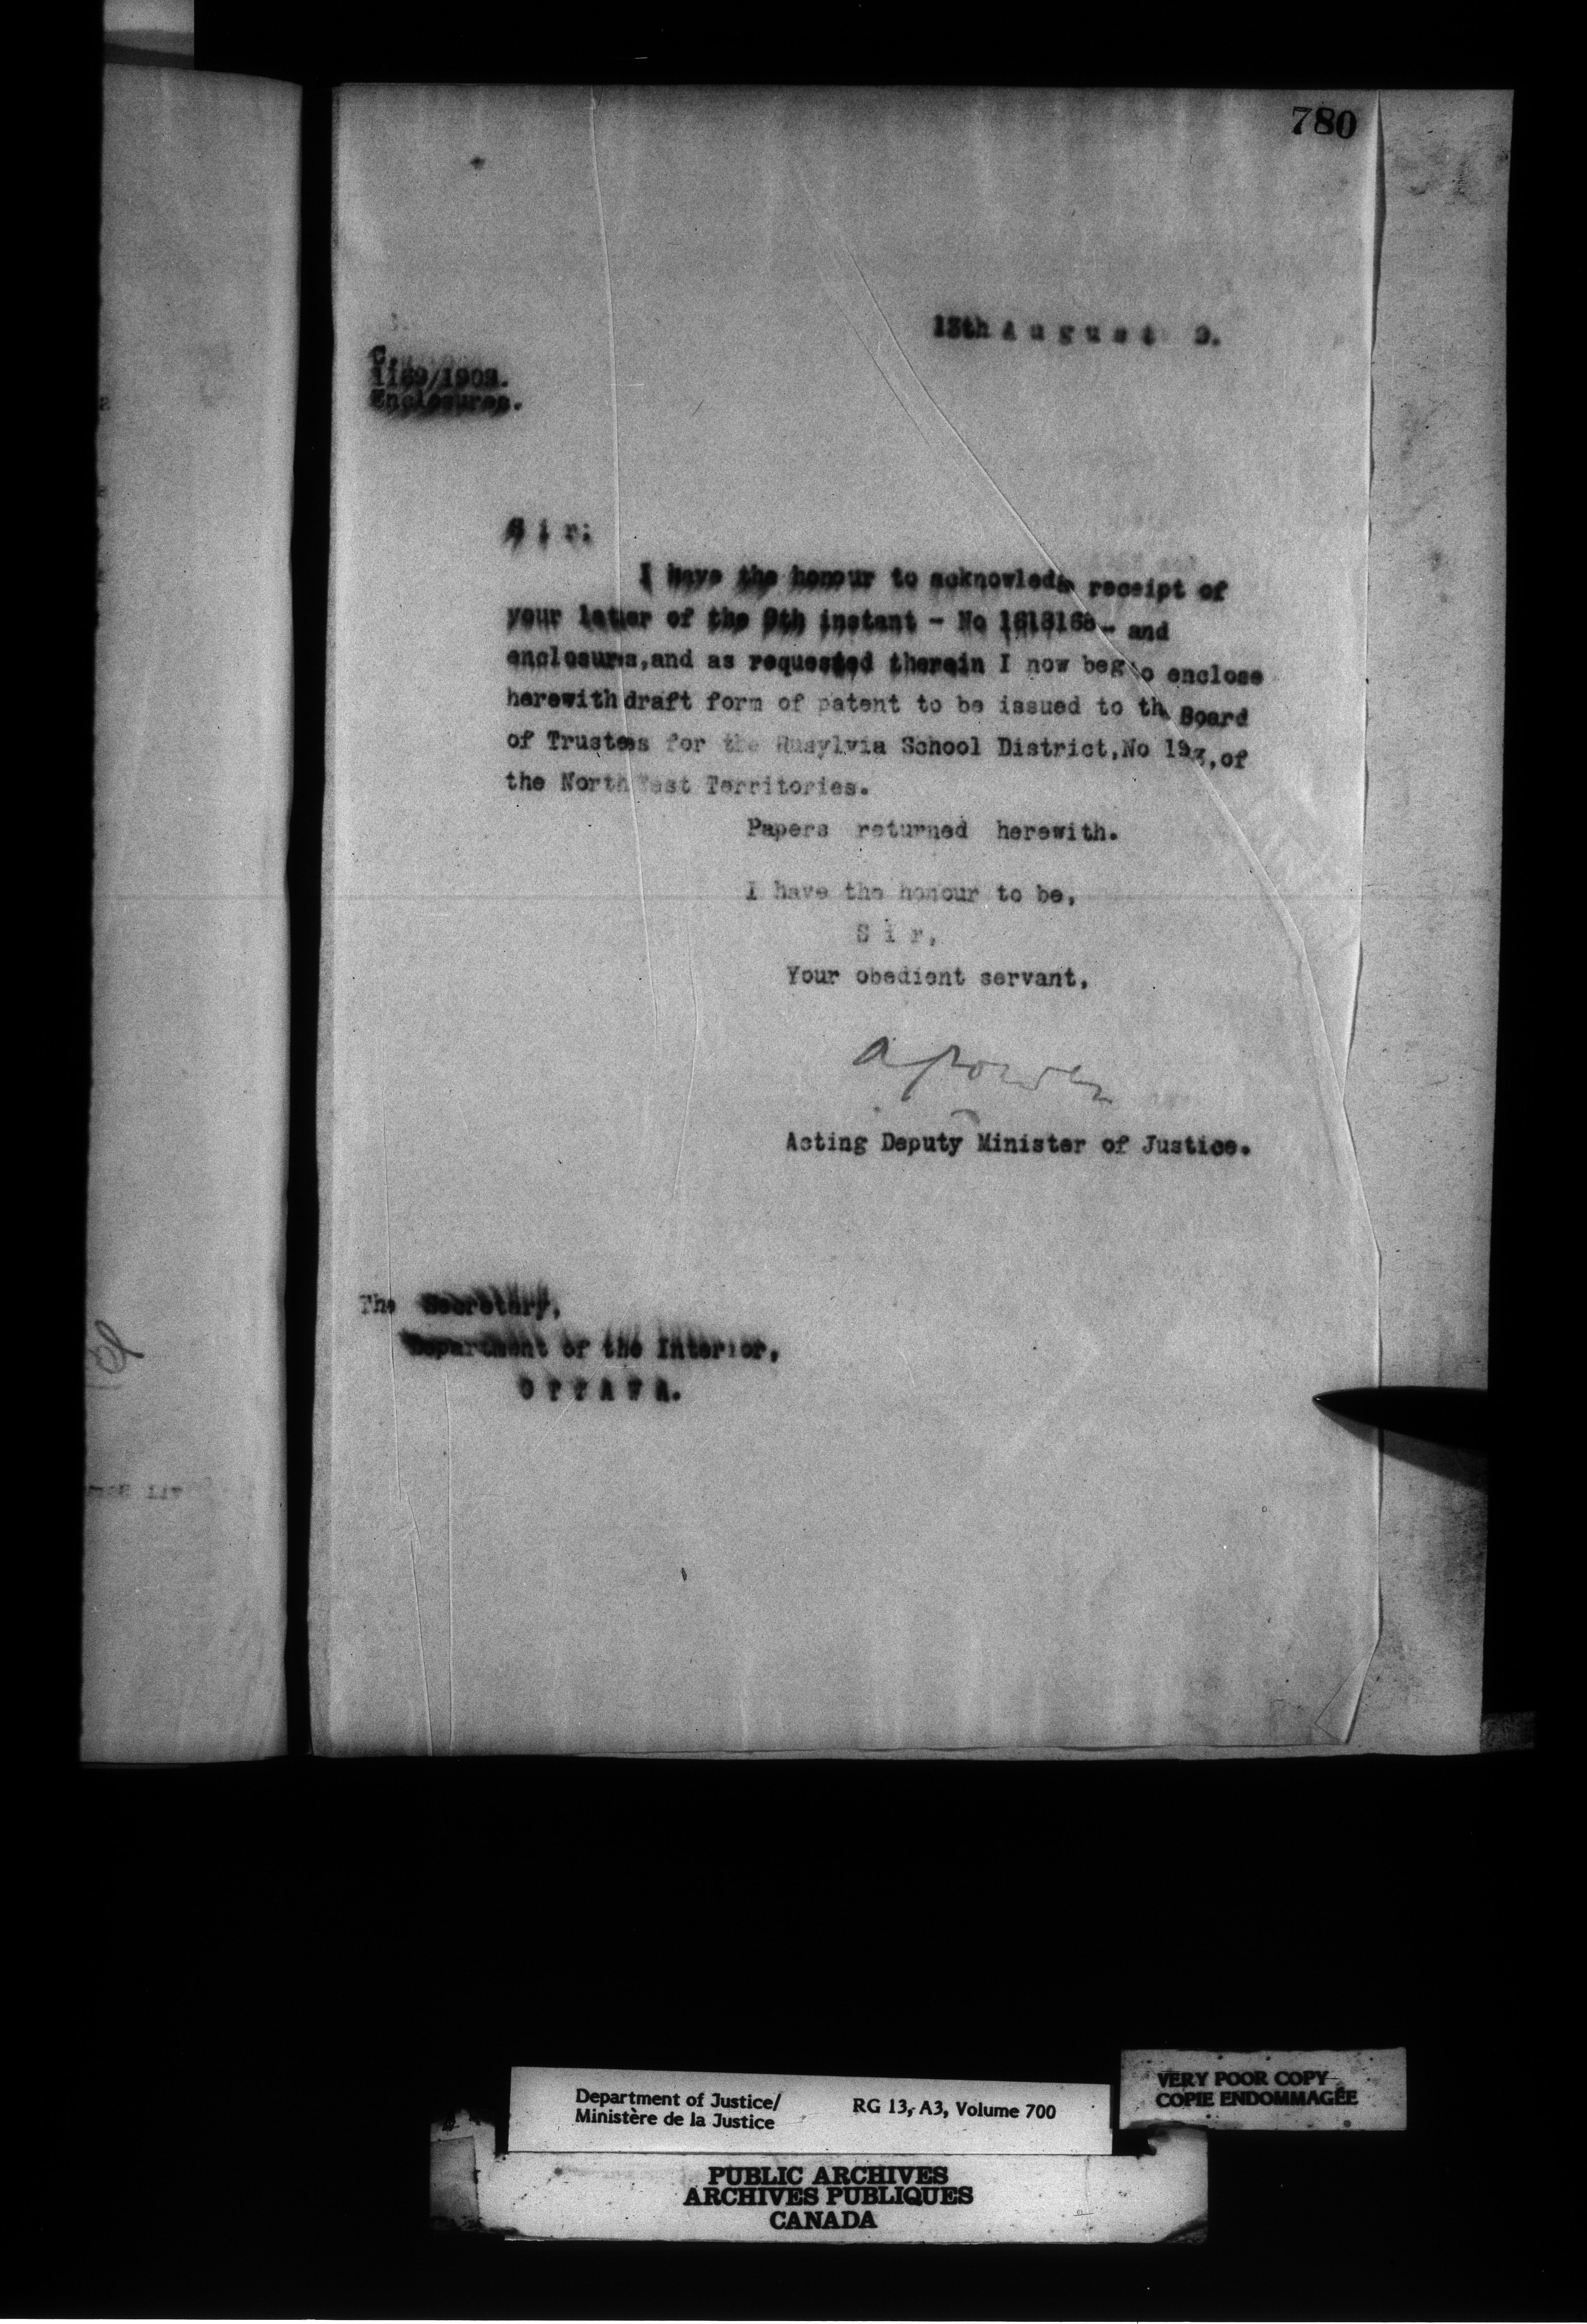 780
13th August
C.
Enclosures.
Sir:
I have the honour to acknowledge receipt of
your letter of the 9th instant - No - and
enclosures, and as requested therein I now beg to enclose
herewith draft form of patent to be issued to the Board
of Trustees for the Rusylvia School District, No of
the North West Territories.
Papers returned herewith.
I have the honour to be,
Sir,
Your obedient servant,
A Power
Acting Deputy Minister of Justice.
The Secretary,
Department of the Interior,
OTTAWA.
Department of Justice/
Ministère de la Justice
RG 13, A3, Volume 700
VERY POOR COPY
COPIE ENDOMMAGÉE
PUBLIC ARCHIVES
ARCHIVES PUBLIQUES
CANADA